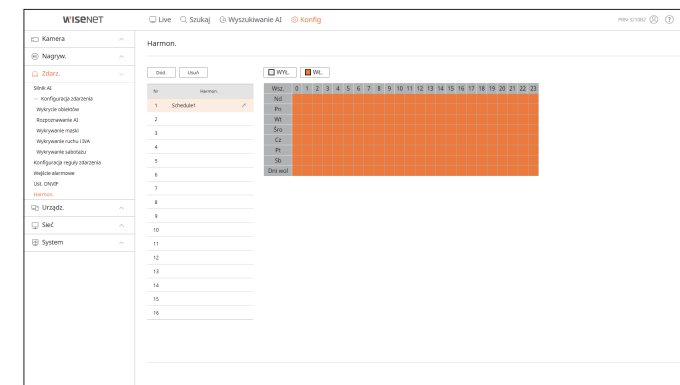 WISENET
Live Szukaj Wyszukiwanie AI Konfig
Kamera
Nagryw.
Zdarz.
Silnik AI
– Konfiguracja zdarzenia
Wykrycie obiektów
Rozpoznawanie AI
Wykrywanie maski
Wykrywanie ruchu i IVA
Wykrywanie sabotażu
Konfiguracja reguły zdarzenia
Wejście alarmowe
Ust. ONVIF
Harmon.
Urządz.
Sieć
System
Harmon.
Dod. Usuń
Nr Harmon.
1 Schedule1
2
3
4
5
6
7
8
9
10
11
12
13
14
15
16
WYŁ. WŁ.
Wsz. 0 1 2 3 4 5 6 7 8 9 10 11 12 13 14 15 16 17 18 19 20 21 22 23
Nd
Pn
Wt
Śro
Cz
Pt
Sb
Dni wol